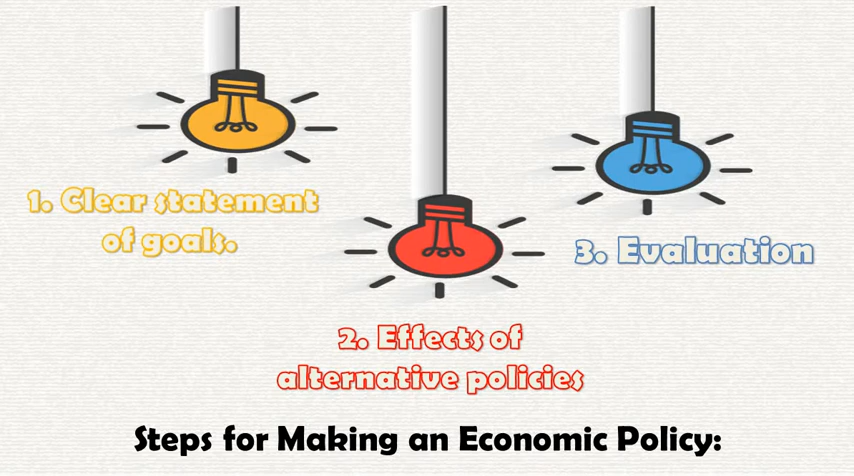 1. Clear statement
of goals.
2. Effects of
alternative policies
3. Evaluation
Steps for Making an Economic Policy: